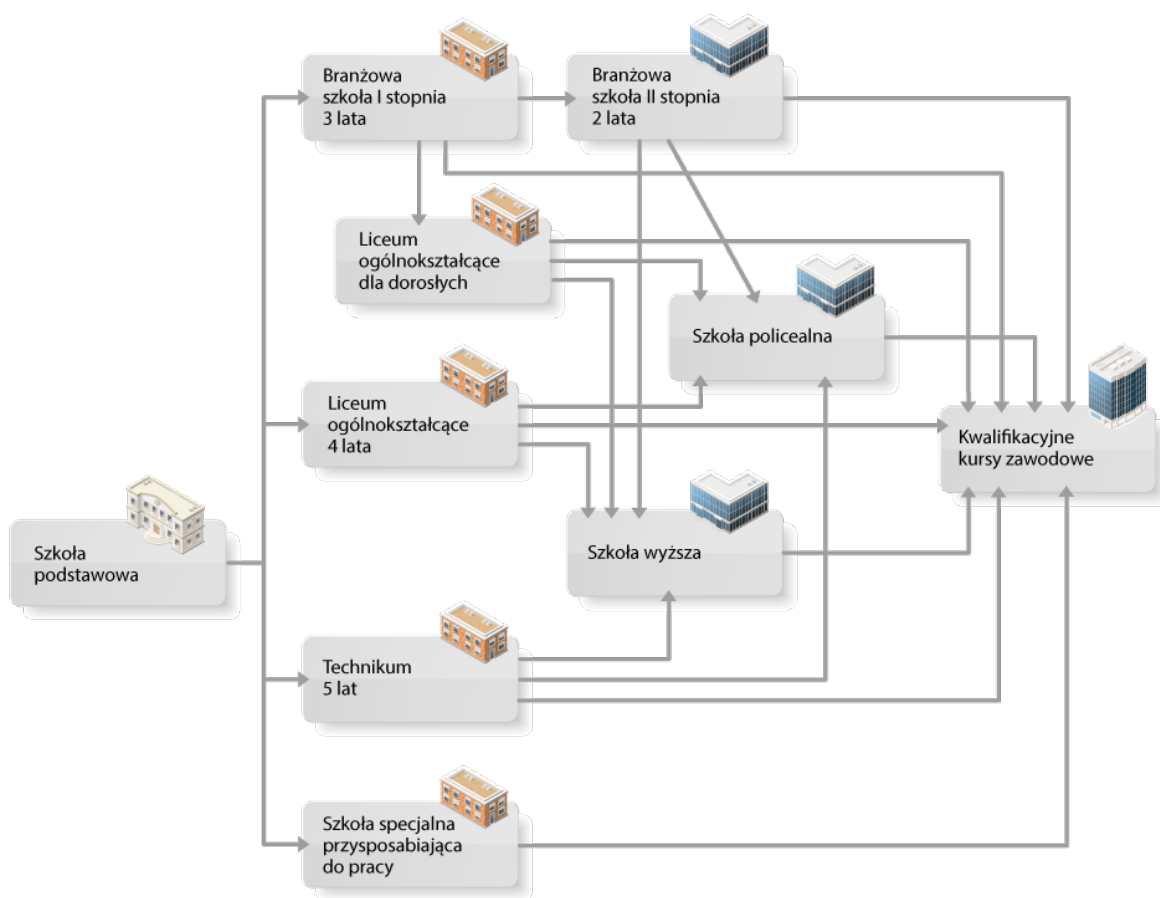 Branżowa
szkoła I stopnia
3 lata
Branżowa
szkoła II stopnia
2 lata
Liceum
ogólnokształcące
dla dorosłych
Szkoła policealna
Liceum
ogólnokształcące
4 lata
Kwalifikacyjne
kursy zawodowe
Szkoła
podstawowa
Szkoła wyższa
Technikum
5 lat
Szkoła specjalna
przysposabiająca
do pracy